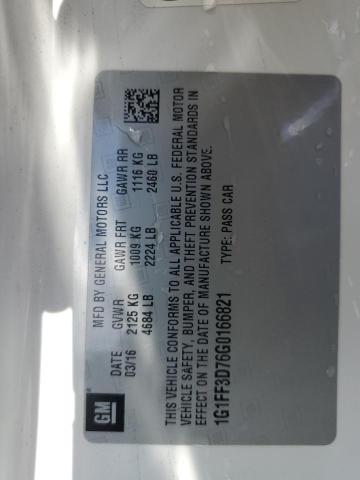 GM
MFD BY GENERAL MOTORS LLC
DATE GVWR GAWR FRT GAWR RR
03/16 2125 KG 1009 KG 1116 KG
4684 LB 2224 LB 2460 LB
THIS VEHICLE CONFORMS TO ALL APPLICABLE U.S. FEDERAL MOTOR
VEHICLE SAFETY, BUMPER, AND THEFT PREVENTION STANDARDS IN
EFFECT ON THE DATE OF MANUFACTURE SHOWN ABOVE.
1G1FF3D76G0166821 TYPE: PASS CAR